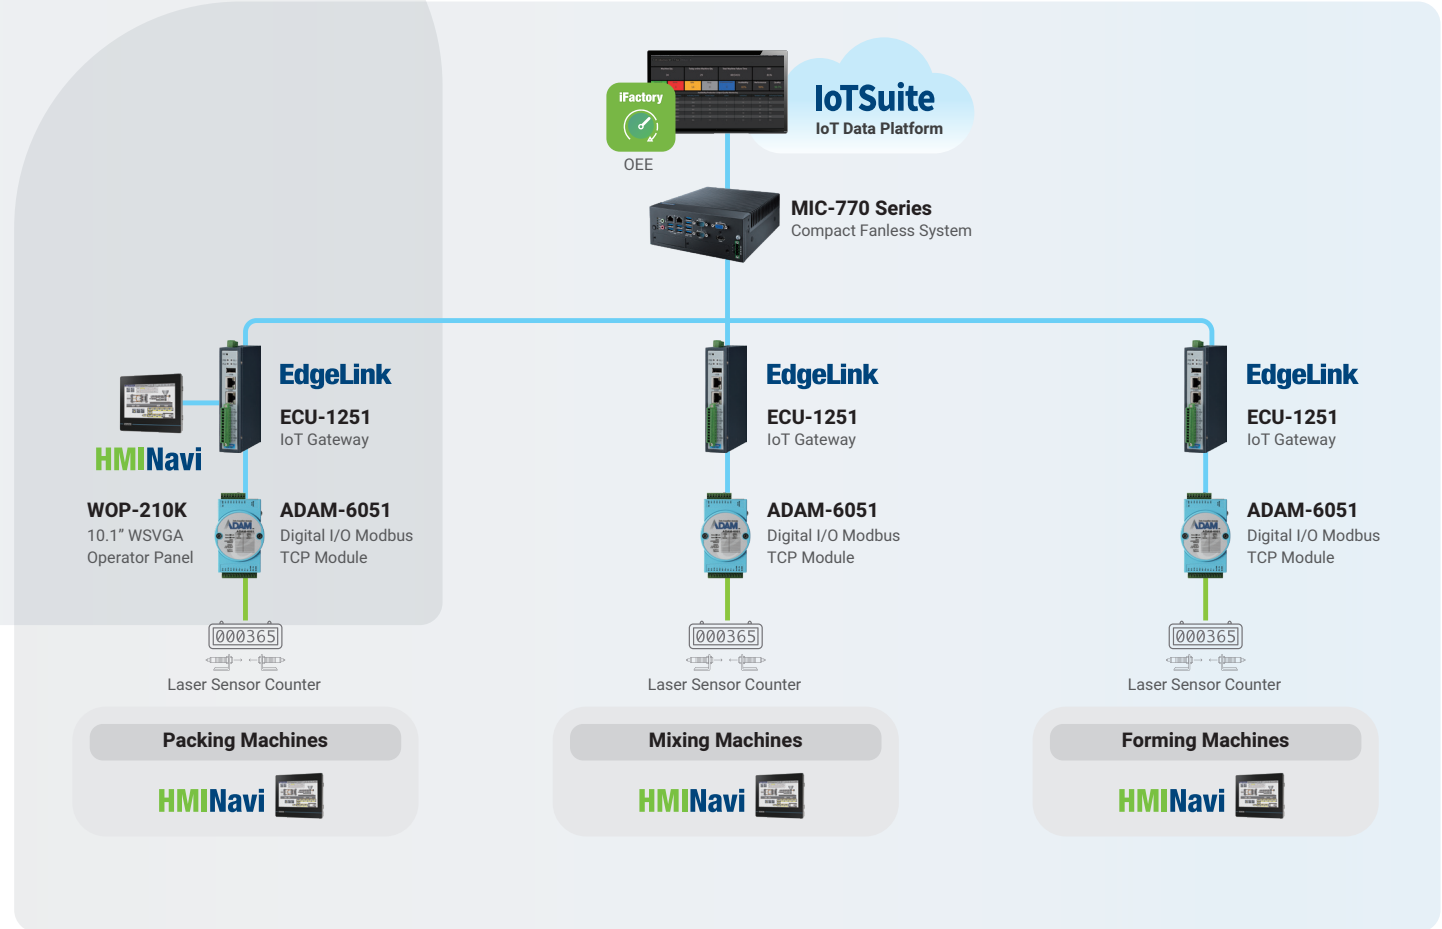 iFactory
OEE
IoTSuite
IoT Data Platform
MIC-770 Series
Compact Fanless System
EdgeLink
ECU-1251
IoT Gateway
HMINavi
WOP-210K
10.1” WSVGA
Operator Panel
ADAM
ADAM-6051
Digital I/O Modbus
TCP Module
000365
Laser Sensor Counter
Packing Machines
HMINavi
EdgeLink
ECU-1251
IoT Gateway
ADAM
ADAM-6051
Digital I/O Modbus
TCP Module
000365
Laser Sensor Counter
Mixing Machines
HMINavi
EdgeLink
ECU-1251
IoT Gateway
ADAM
ADAM-6051
Digital I/O Modbus
TCP Module
000365
Laser Sensor Counter
Forming Machines
HMINavi